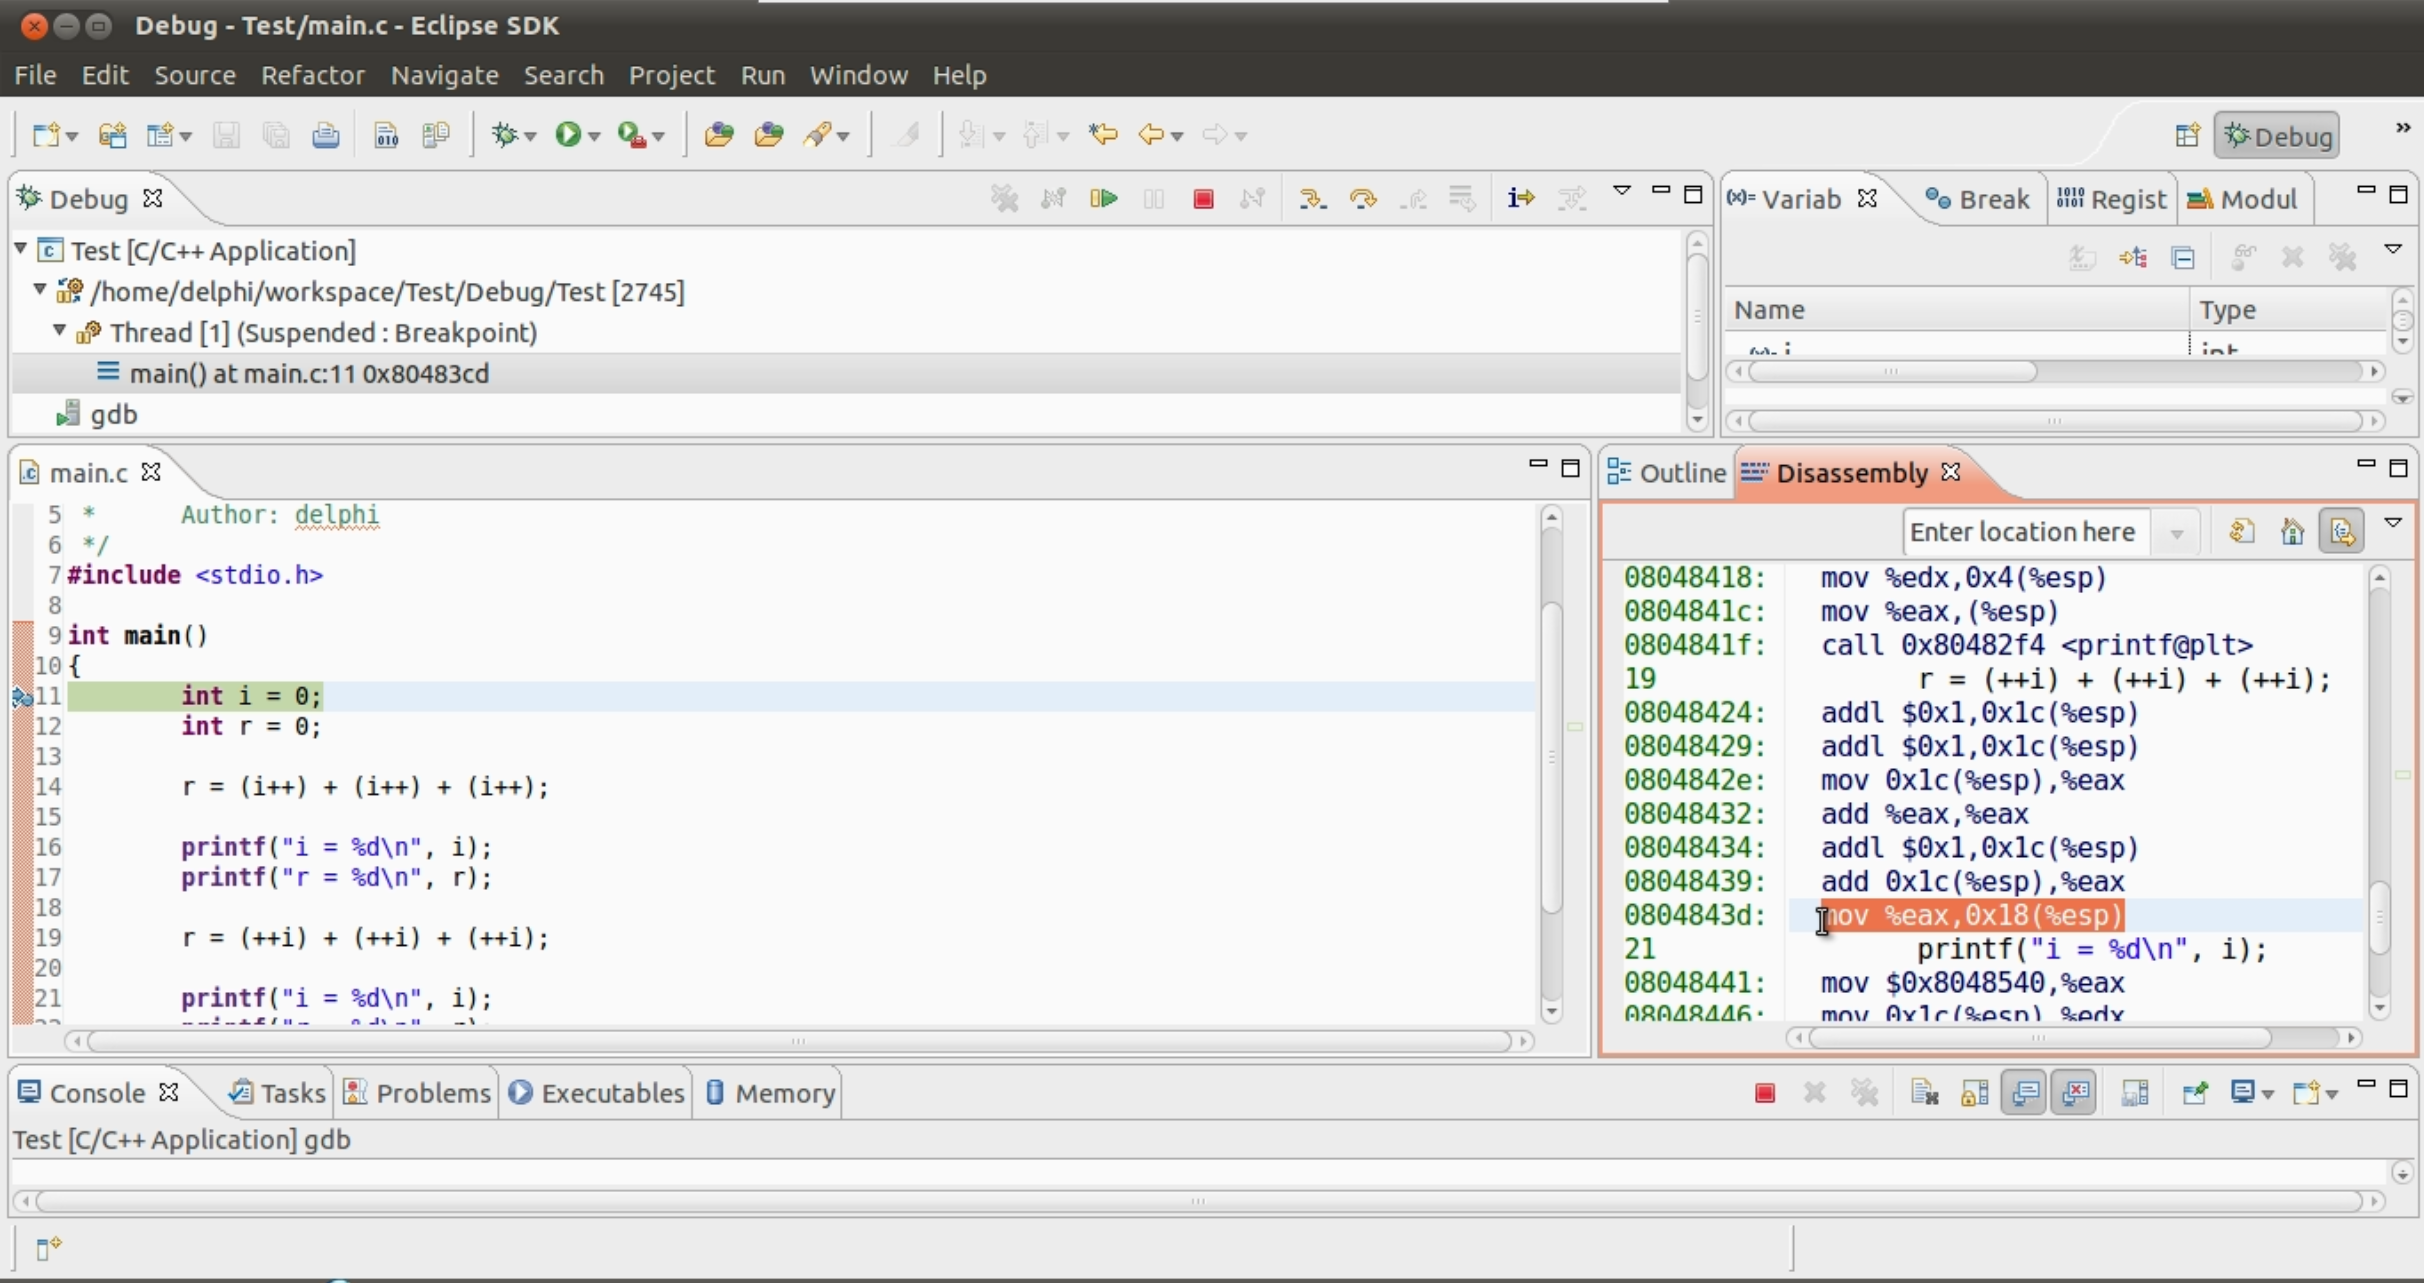 Debug - Test/main.c - Eclipse SDK
File Edit Source Refactor Navigate Search Project Run Window Help
Debug
Debug
Test [C/C++ Application]
/home/delphi/workspace/Test/Debug/Test [2745]
Thread [1] (Suspended : Breakpoint)
main() at main.c:11 0x80483cd
gdb
(x)= Variab Break Regist Modul
Name Type
i int
main.c
5 * Author: delphi
6 */
7 #include <stdio.h>
8
9 int main()
10 {
11 int i = 0;
12 int r = 0;
13
14 r = (i++) + (i++) + (i++);
15
16 printf("i = %d\n", i);
17 printf("r = %d\n", r);
18
19 r = (++i) + (++i) + (++i);
20
21 printf("i = %d\n", i);
Outline Disassembly
Enter location here
08048418: mov %edx,0x4(%esp)
0804841c: mov %eax,(%esp)
0804841f: call 0x80482f4 <printf@plt>
19 r = (++i) + (++i) + (++i);
08048424: addl $0x1,0x1c(%esp)
08048429: addl $0x1,0x1c(%esp)
0804842e: mov 0x1c(%esp),%eax
08048432: add %eax,%eax
08048434: addl $0x1,0x1c(%esp)
08048439: add 0x1c(%esp),%eax
0804843d: mov %eax,0x18(%esp)
21 printf("i = %d\n", i);
08048441: mov $0x8048540,%eax
08048446: mov 0x1c(%esp),%edx
Console Tasks Problems Executables Memory
Test [C/C++ Application] gdb